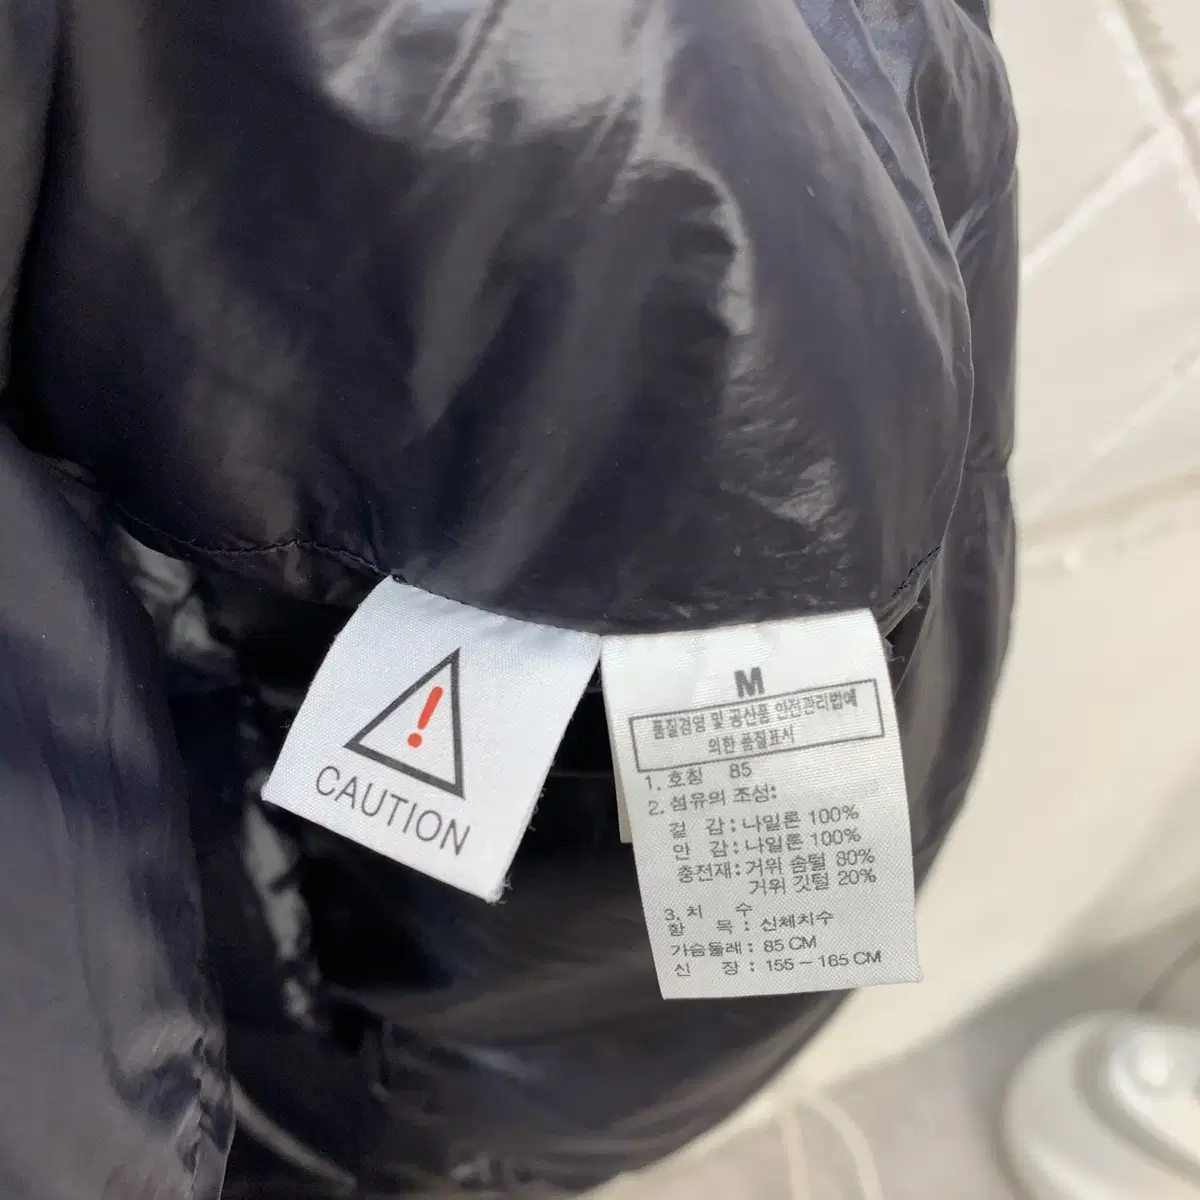 CAUTION
M
품질경영 및 공산품 안전관리법에
의한 품질표시
1. 호칭 85
2. 섬유의 조성:
겉 감 : 나일론 100%
안 감 : 나일론 100%
충전재 : 거위 솜털 80%
거위 깃털 20%
3. 치 수
항 목 : 신체치수
가슴둘레 : 85 CM
신 장 : 155 - 165 CM